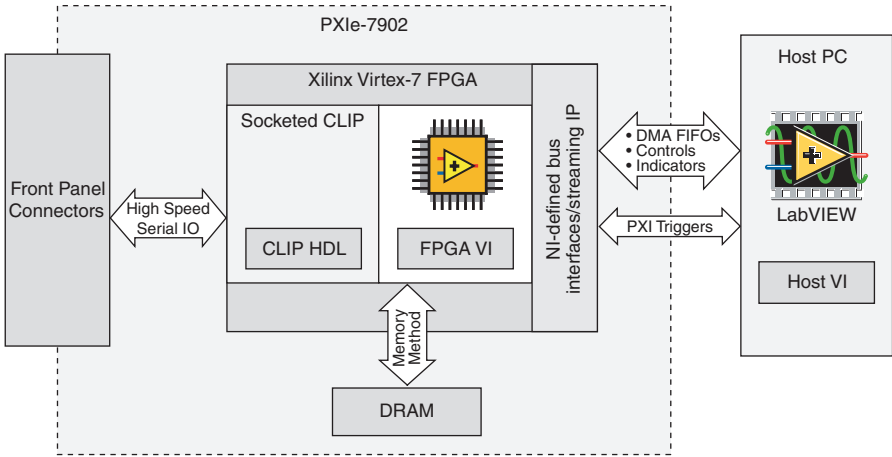 PXIe-7902
Front Panel
Connectors
High Speed
Serial IO
Xilinx Virtex-7 FPGA
Socketed CLIP
CLIP HDL
FPGA VI
NI-defined bus
interfaces/streaming IP
Memory
Method
DRAM
• DMA FIFOs
• Controls
• Indicators
PXI Triggers
Host PC
LabVIEW
Host VI